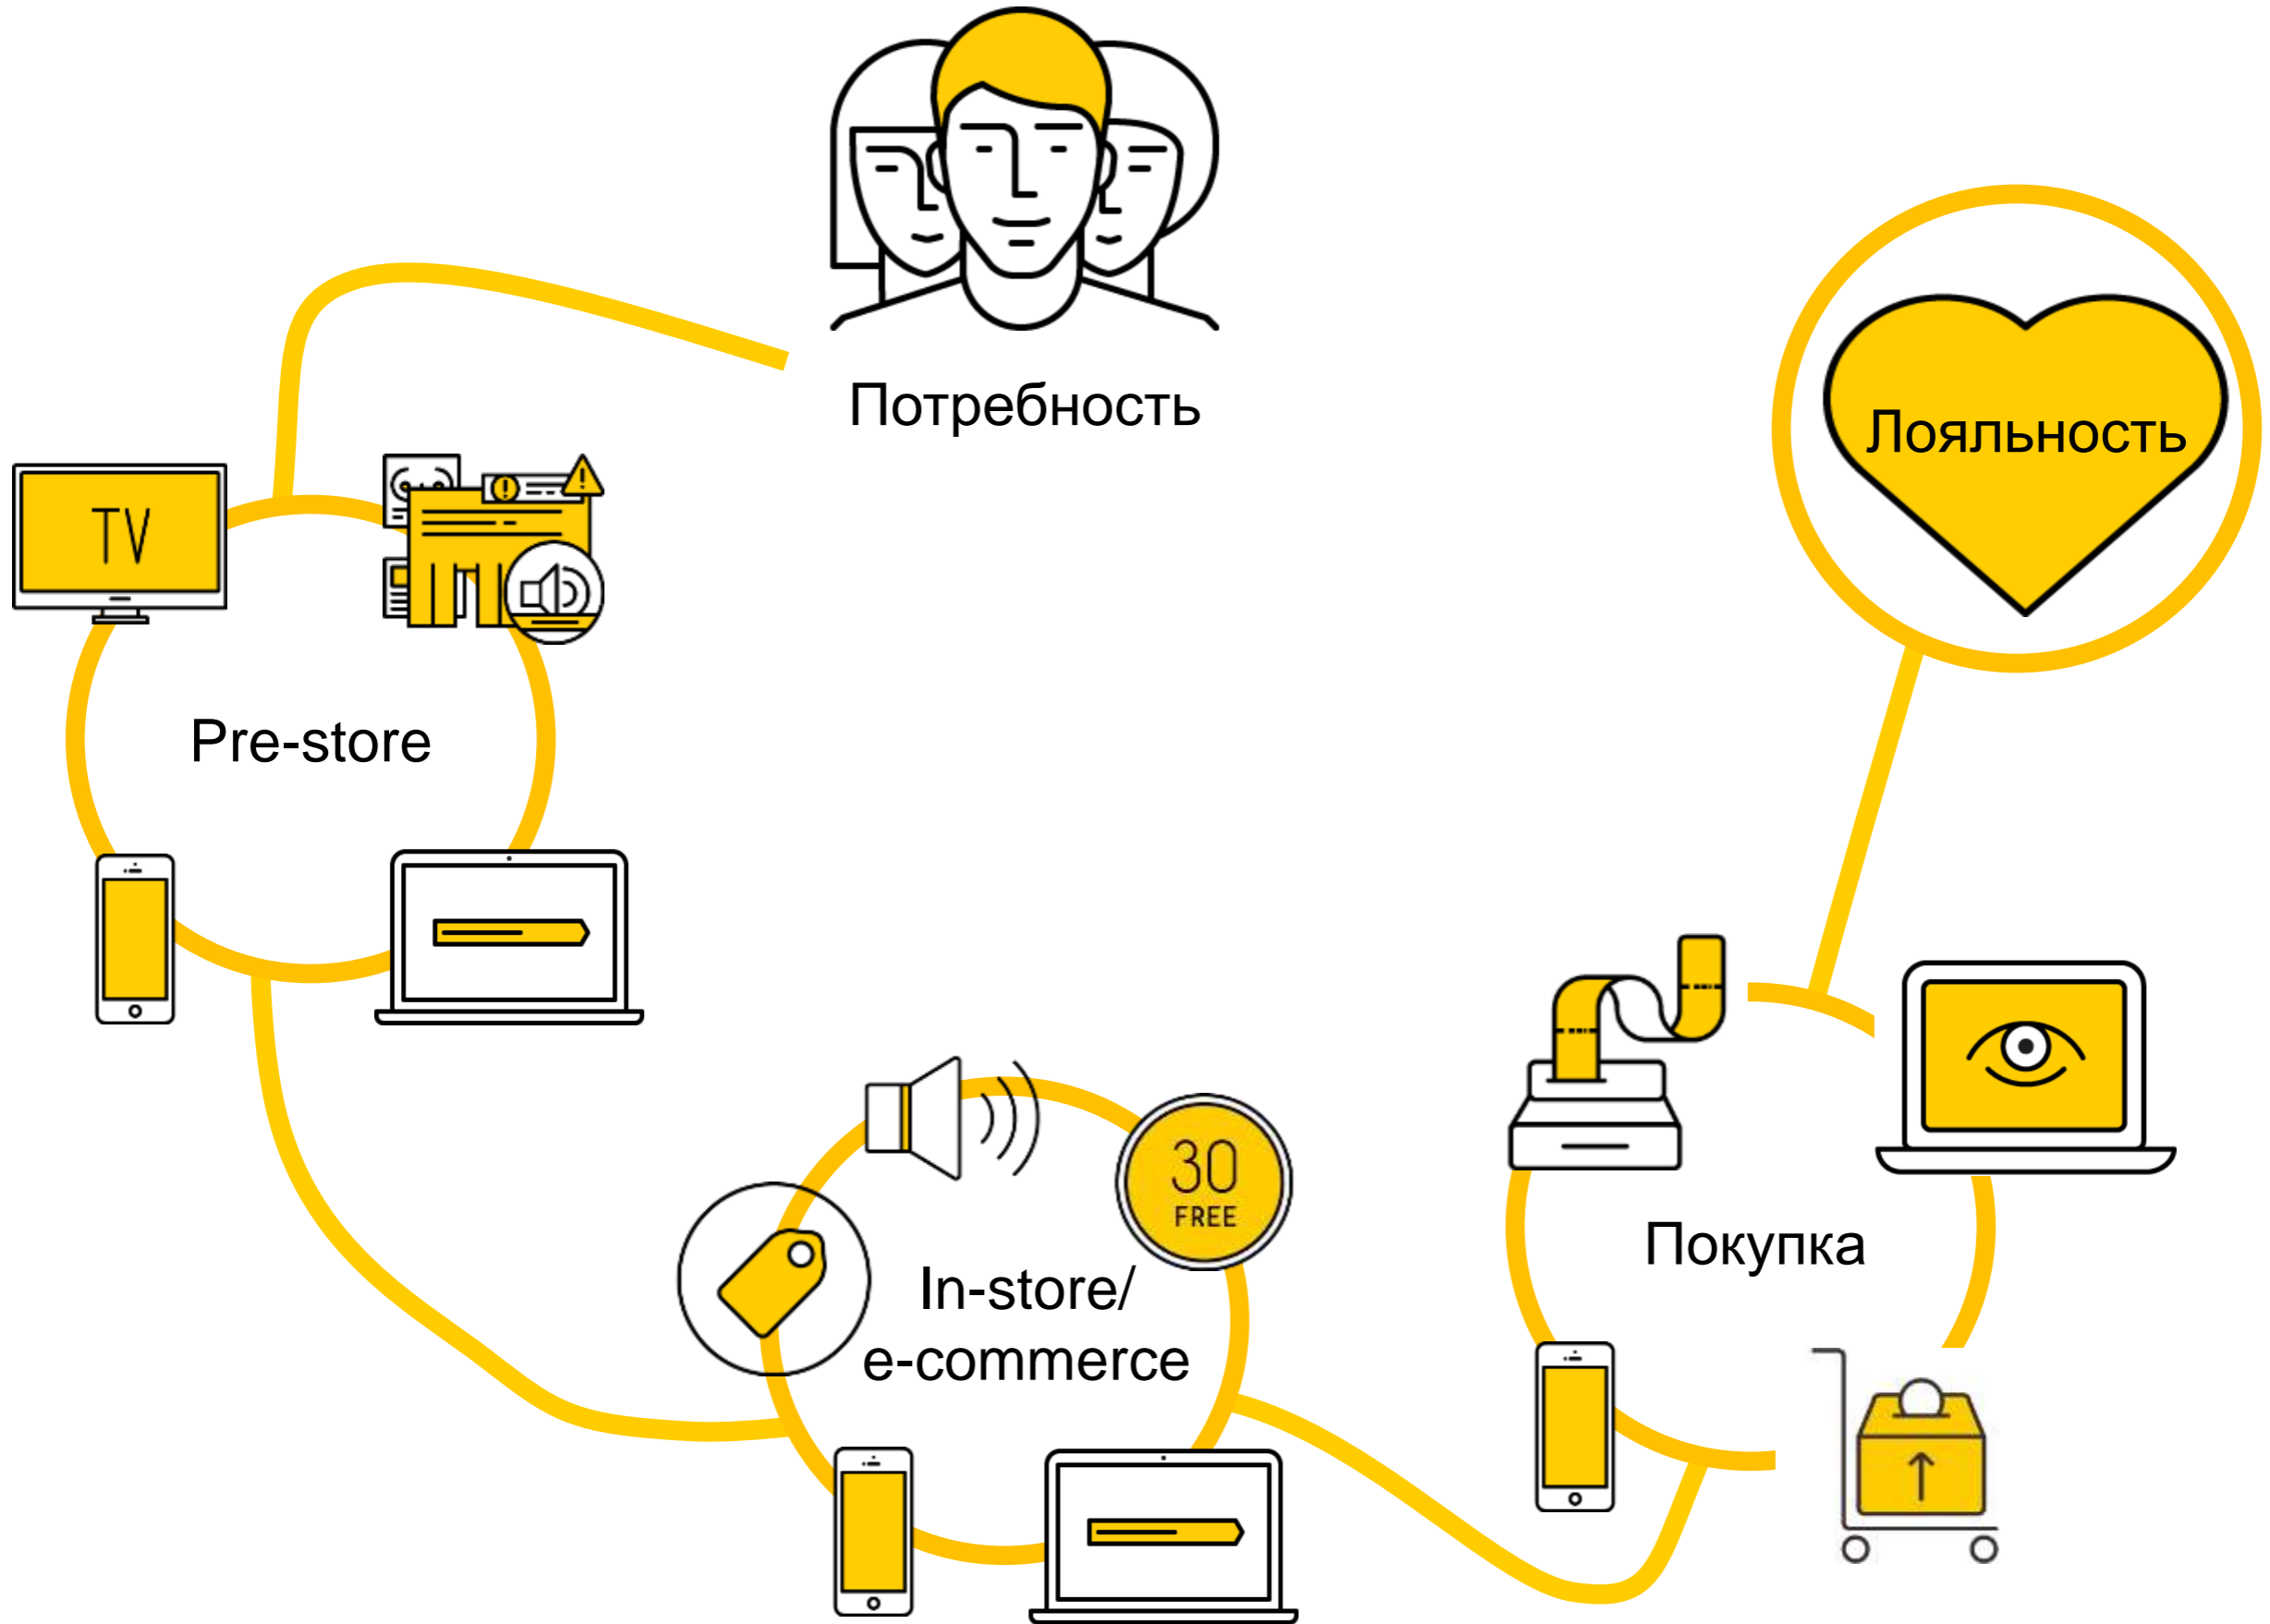 Потребность
Лояльность
TV
Pre-store
30
FREE
In-store/
e-commerce
Покупка